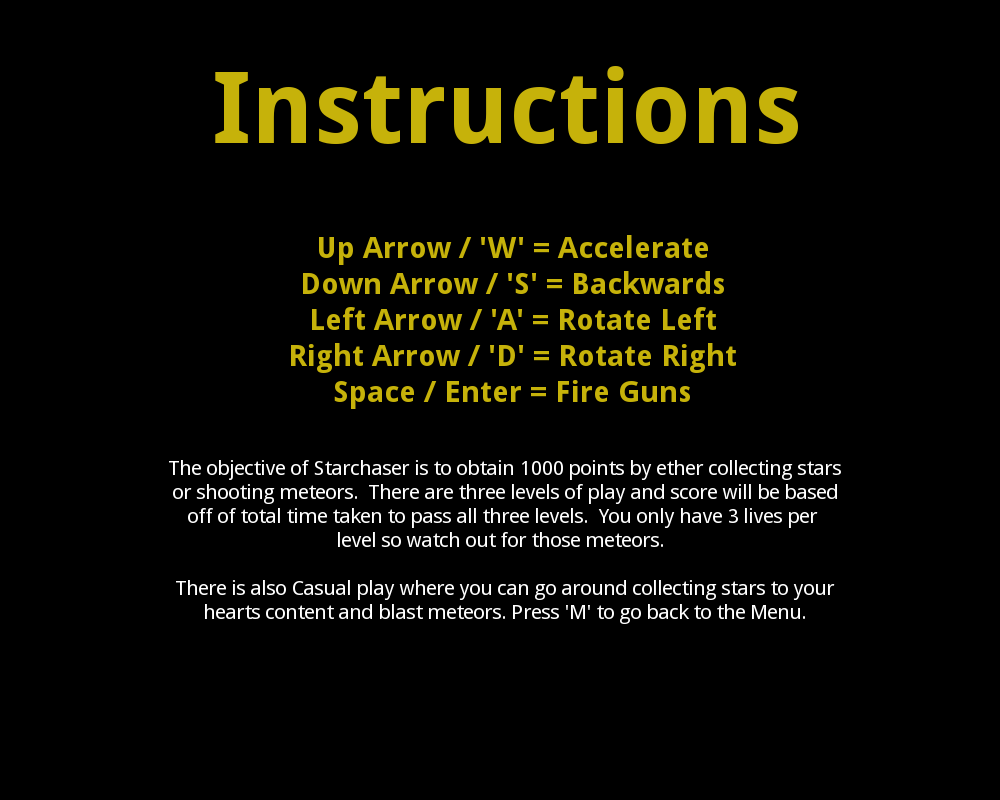 Instructions
Up Arrow / 'W' = Accelerate
Down Arrow / 'S' = Backwards
Left Arrow / 'A' = Rotate Left
Right Arrow / 'D' = Rotate Right
Space / Enter = Fire Guns
The objective of Starchaser is to obtain 1000 points by ether collecting stars
or shooting meteors.  There are three levels of play and score will be based
off of total time taken to pass all three levels.  You only have 3 lives per
level so watch out for those meteors.
There is also Casual play where you can go around collecting stars to your
hearts content and blast meteors. Press 'M' to go back to the Menu.